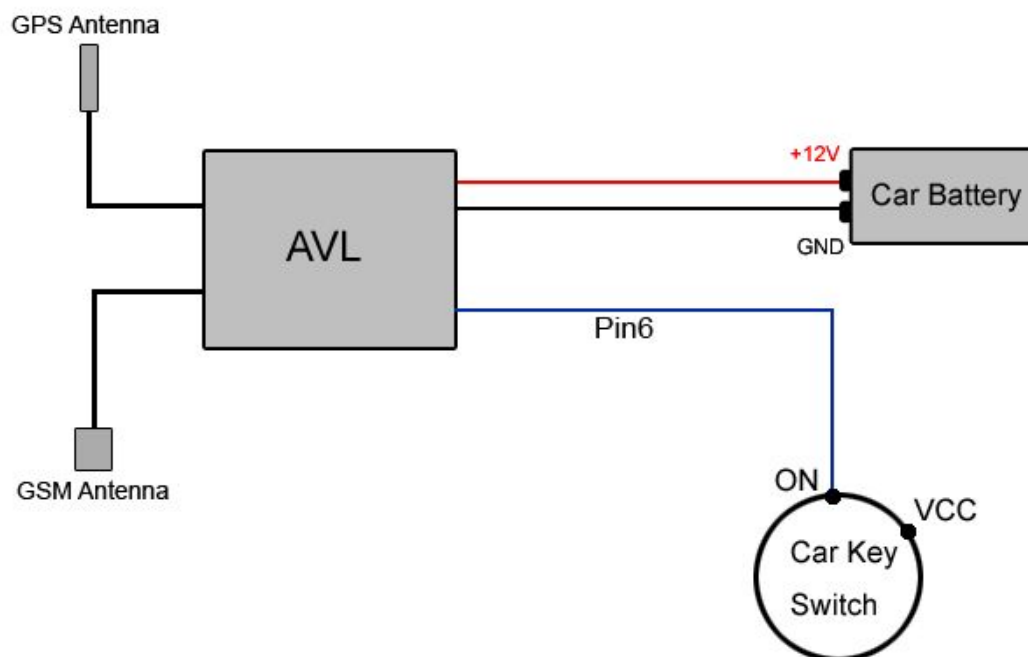 GPS Antenna
+12V
Car Battery
AVL
GND
Pin6
GSM Antenna
ON
VCC
Car Key
Switch